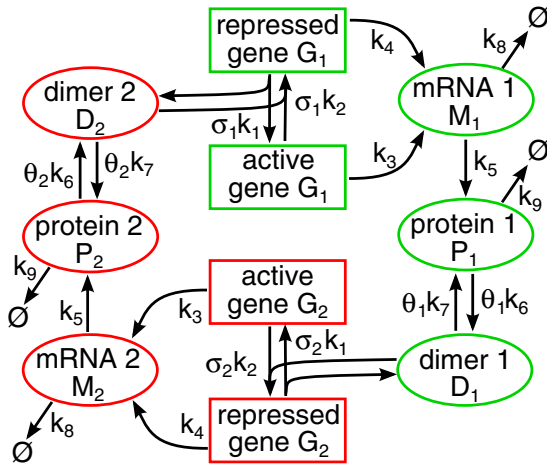 repressed
gene G₁
k₄
k₈
Ø
dimer 2
D₂
mRNA 1
M₁
σ₁k₁
σ₁k₂
θ₂k₆
θ₂k₇
active
gene G₁
k₃
k₅
Ø
k₉
protein 2
P₂
protein 1
P₁
k₉
Ø
k₅
k₃
active
gene G₂
θ₁k₇
θ₁k₆
mRNA 2
M₂
σ₂k₂
σ₂k₁
dimer 1
D₁
k₈
Ø
k₄
repressed
gene G₂